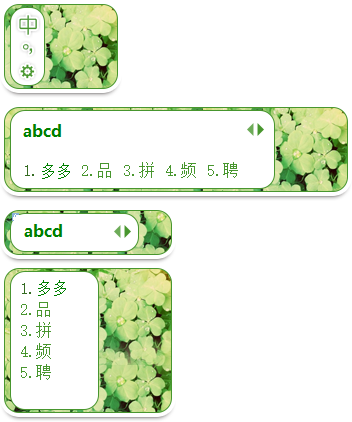 中
abcd
1.多多 2.品 3.拼 4.频 5.聘
abcd
1.多多
2.品
3.拼
4.频
5.聘